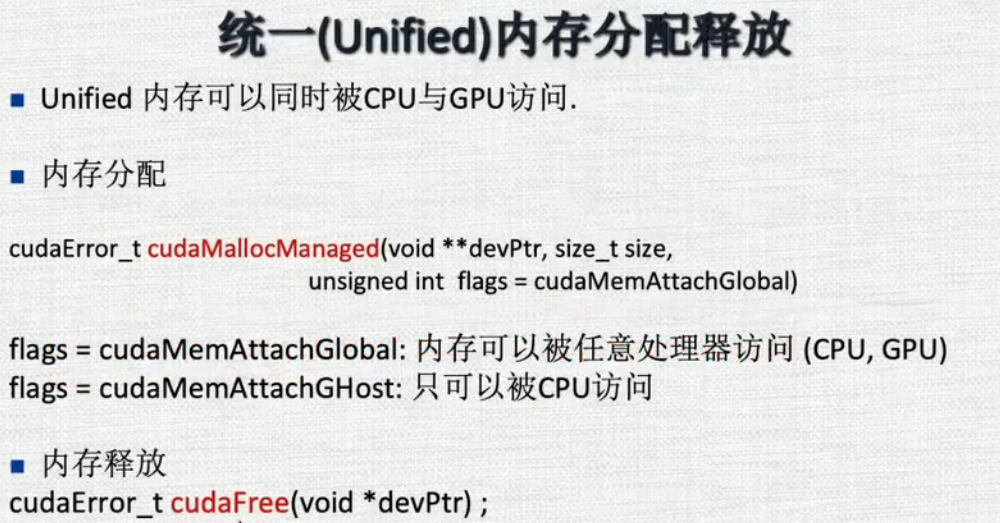 统一(Unified)内存分配释放
Unified 内存可以同时被CPU与GPU访问.
内存分配
cudaError_t cudaMallocManaged(void **devPtr, size_t size,
unsigned int flags = cudaMemAttachGlobal)
flags = cudaMemAttachGlobal: 内存可以被任意处理器访问 (CPU, GPU)
flags = cudaMemAttachGHost: 只可以被CPU访问
内存释放
cudaError_t cudaFree(void *devPtr) ;